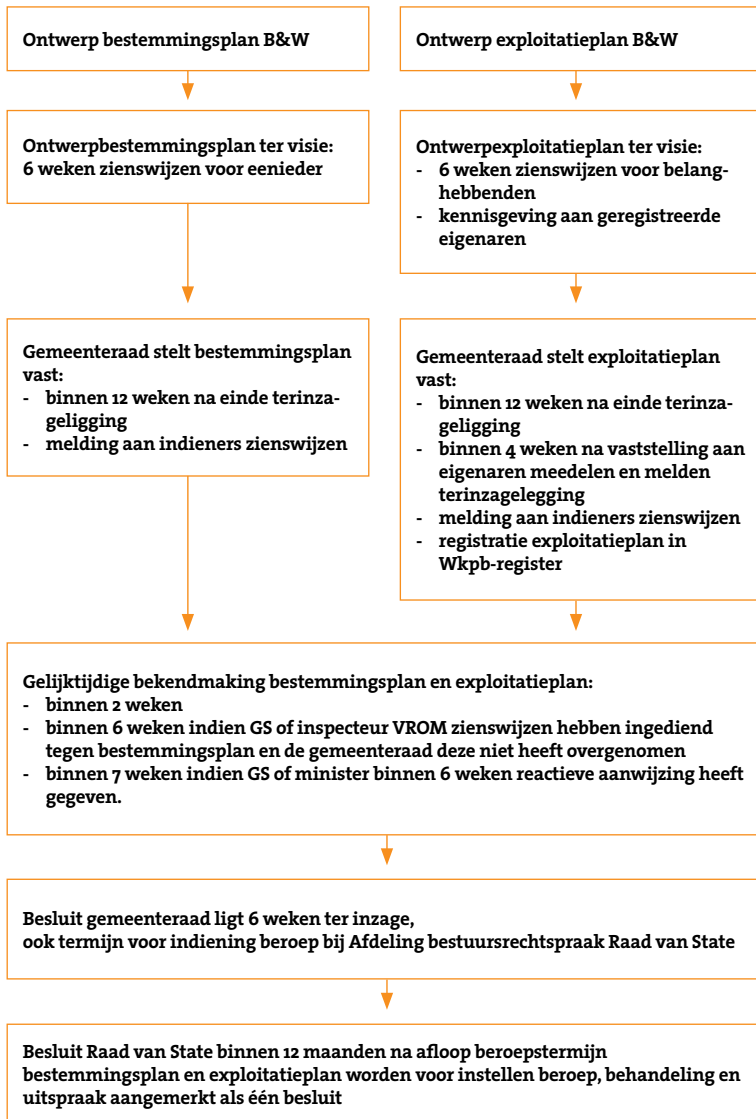 Ontwerp bestemmingsplan B&W
Ontwerp exploitatieplan B&W
Ontwerpbestemmingsplan ter visie:
6 weken zienswijzen voor eenieder
Ontwerpexploitatieplan ter visie:
- 6 weken zienswijzen voor belang-
hebbenden
- kennisgeving aan geregistreerde
eigenaren
Gemeenteraad stelt bestemmingsplan
vast:
- binnen 12 weken na einde terinza-
geligging
- melding aan indieners zienswijzen
Gemeenteraad stelt exploitatieplan
vast:
- binnen 12 weken na einde terinza-
geligging
- binnen 4 weken na vaststelling aan
eigenaren meedelen en melden
terinzagelegging
- melding aan indieners zienswijzen
- registratie exploitatieplan in
Wkpb-register
Gelijktijdige bekendmaking bestemmingsplan en exploitatieplan:
- binnen 2 weken
- binnen 6 weken indien GS of inspecteur VROM zienswijzen hebben ingediend
tegen bestemmingsplan en de gemeenteraad deze niet heeft overgenomen
- binnen 7 weken indien GS of minister binnen 6 weken reactieve aanwijzing heeft
gegeven.
Besluit gemeenteraad ligt 6 weken ter inzage,
ook termijn voor indiening beroep bij Afdeling bestuursrechtspraak Raad van State
Besluit Raad van State binnen 12 maanden na afloop beroepstermijn
bestemmingsplan en exploitatieplan worden voor instellen beroep, behandeling en
uitspraak aangemerkt als één besluit